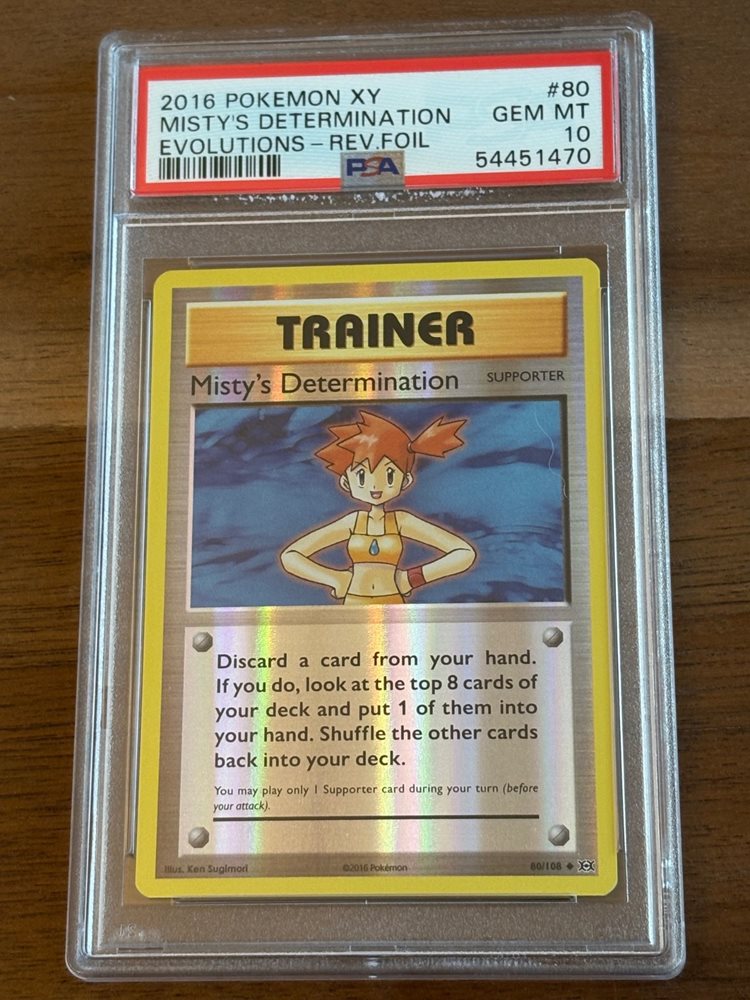 2016 POKEMON XY #80
MISTY'S DETERMINATION GEM MT
EVOLUTIONS - REV.FOIL 10
PSA 54451470
TRAINER
Misty's Determination SUPPORTER
Discard a card from your hand.
If you do, look at the top 8 cards of
your deck and put 1 of them into
your hand. Shuffle the other cards
back into your deck.
You may play only 1 Supporter card during your turn (before
your attack).
Illus. Ken Sugimori ©2016 Pokémon 80/108